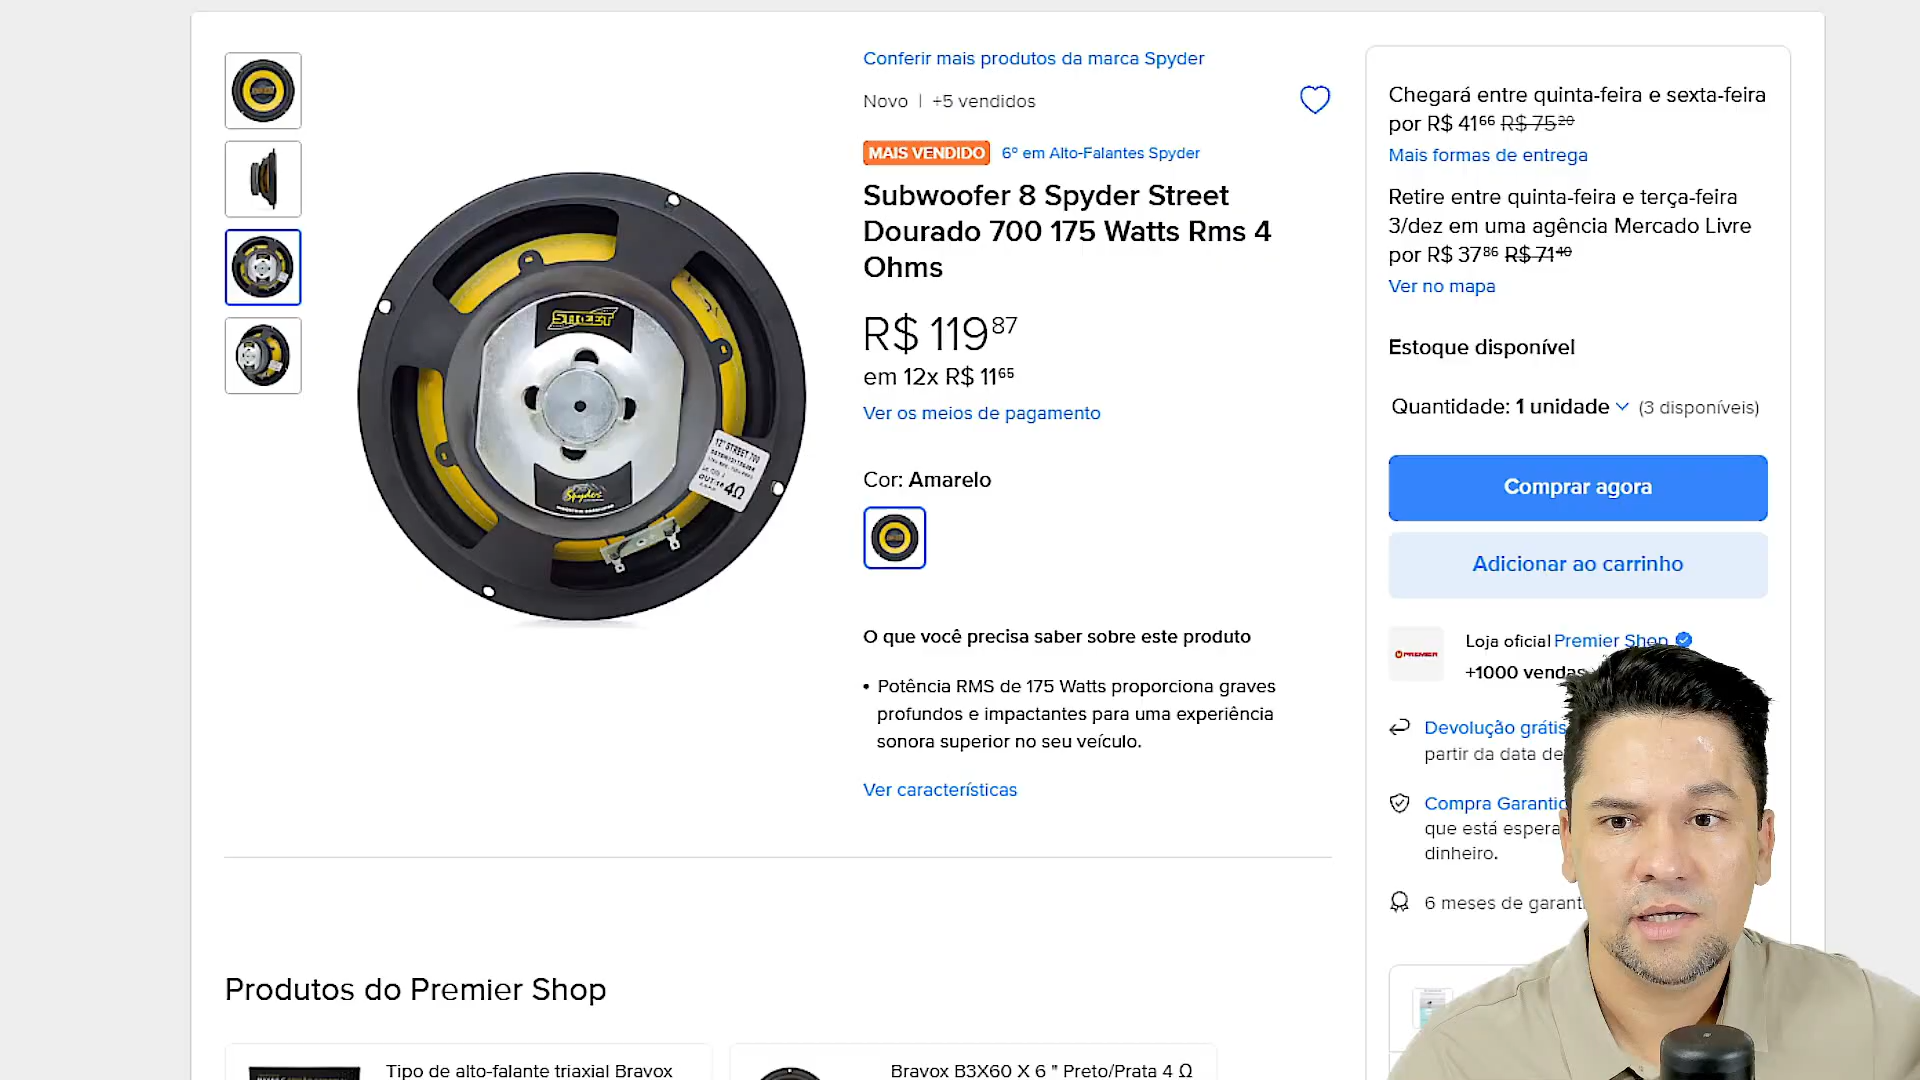 Conferir mais produtos da marca Spyder
Novo | +5 vendidos
MAIS VENDIDO 6º em Alto-Falantes Spyder
Subwoofer 8 Spyder Street
Dourado 700 175 Watts Rms 4
Ohms
R$ 119 87
em 12x R$ 11 65
Ver os meios de pagamento
Cor: Amarelo
O que você precisa saber sobre este produto
• Potência RMS de 175 Watts proporciona graves
profundos e impactantes para uma experiência
sonora superior no seu veículo.
Ver características
STREET
Spyder
12" STREET 700
4Ω
Chegará entre quinta-feira e sexta-feira
por R$ 41 66 R$ 75 20
Mais formas de entrega
Retire entre quinta-feira e terça-feira
3/dez em uma agência Mercado Livre
por R$ 37 86 R$ 71 40
Ver no mapa
Estoque disponível
Quantidade: 1 unidade (3 disponíveis)
Comprar agora
Adicionar ao carrinho
PREMIER
Loja oficial Premier Shop
+1000 vendas
Devolução grátis
partir da data de
Compra Garantid
que está espera
dinheiro.
6 meses de garant
Produtos do Premier Shop
Tipo de alto-falante triaxial Bravox
Bravox B3X60 X 6 " Preto/Prata 4 Ω